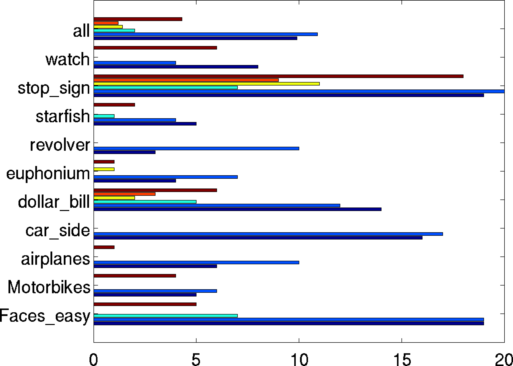 all
watch
stop_sign
starfish
revolver
euphonium
dollar_bill
car_side
airplanes
Motorbikes
Faces_easy
0 5 10 15 20